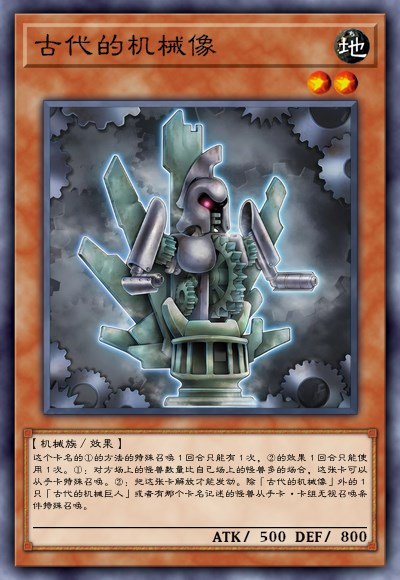 古代的机械像
地
【机械族/效果】
这个卡名的①的方法的特殊召唤1回合只能有1次，②的效果1回合只能使
用1次。①：对方场上的怪兽数量比自己场上的怪兽多的场合，这张卡可以
从手卡特殊召唤。②：把这张卡解放才能发动。除「古代的机械像」外的1
只「古代的机械巨人」或者有那个卡名记述的怪兽从手卡·卡组无视召唤条
件特殊召唤。
ATK/ 500 DEF/ 800